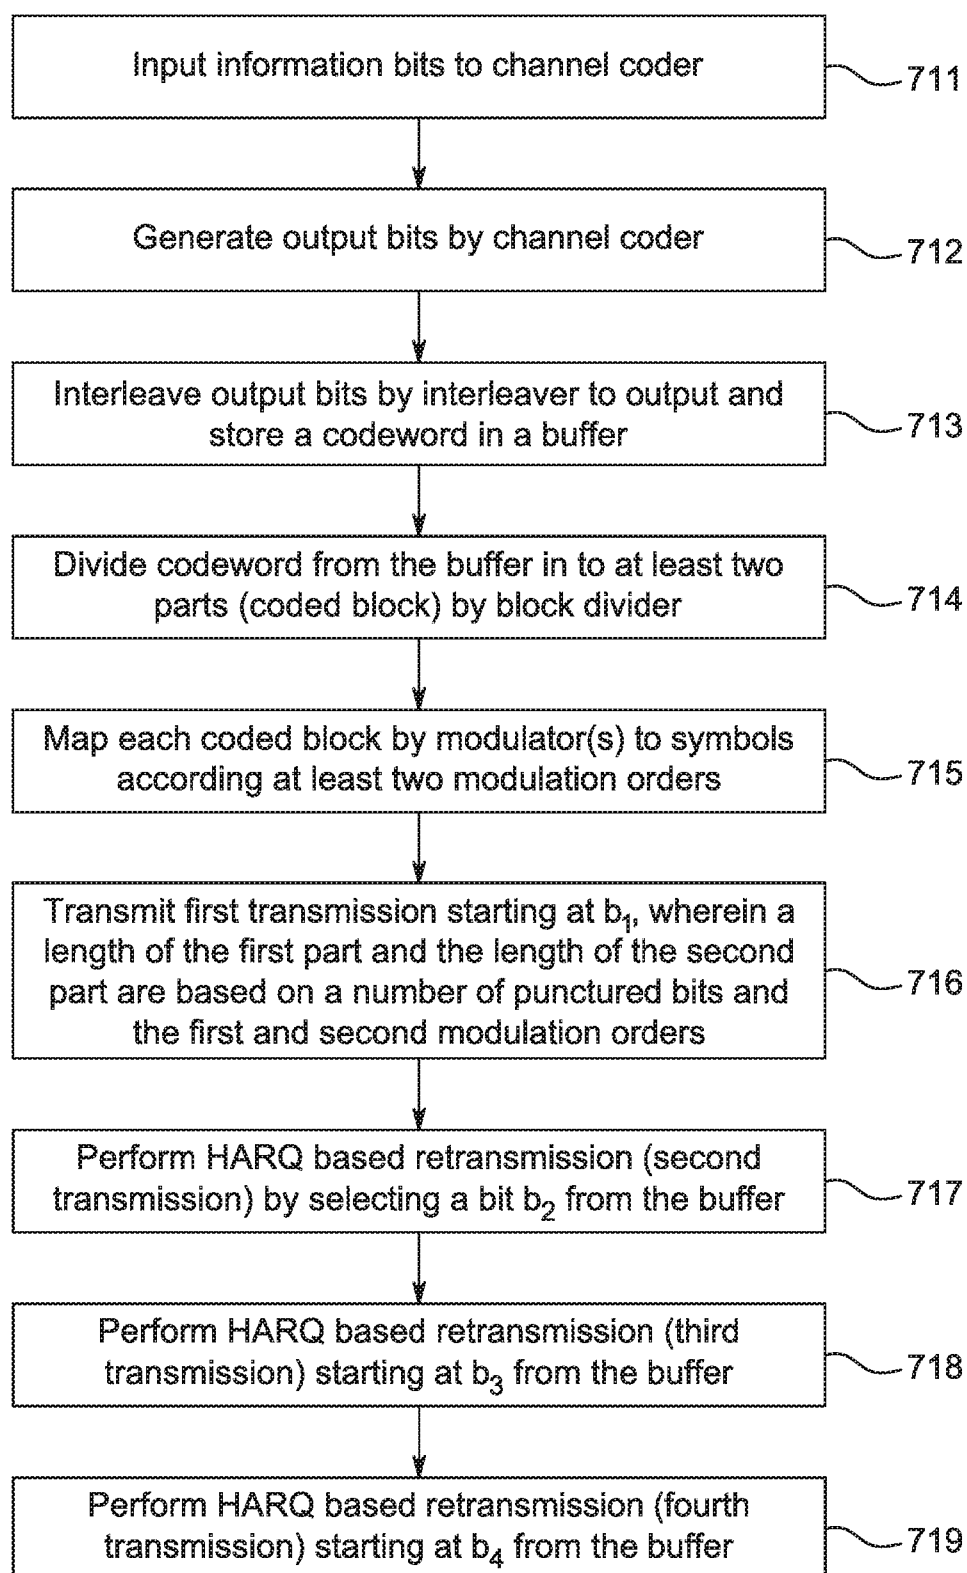 Input information bits to channel coder
711
Generate output bits by channel coder
712
Interleave output bits by interleaver to output and
store a codeword in a buffer
713
Divide codeword from the buffer in to at least two
parts (coded block) by block divider
714
Map each coded block by modulator(s) to symbols
according at least two modulation orders
715
Transmit first transmission starting at b₁, wherein a
length of the first part and the length of the second
part are based on a number of punctured bits and
the first and second modulation orders
716
Perform HARQ based retransmission (second
transmission) by selecting a bit b₂ from the buffer
717
Perform HARQ based retransmission (third
transmission) starting at b₃ from the buffer
718
Perform HARQ based retransmission (fourth
transmission) starting at b₄ from the buffer
719